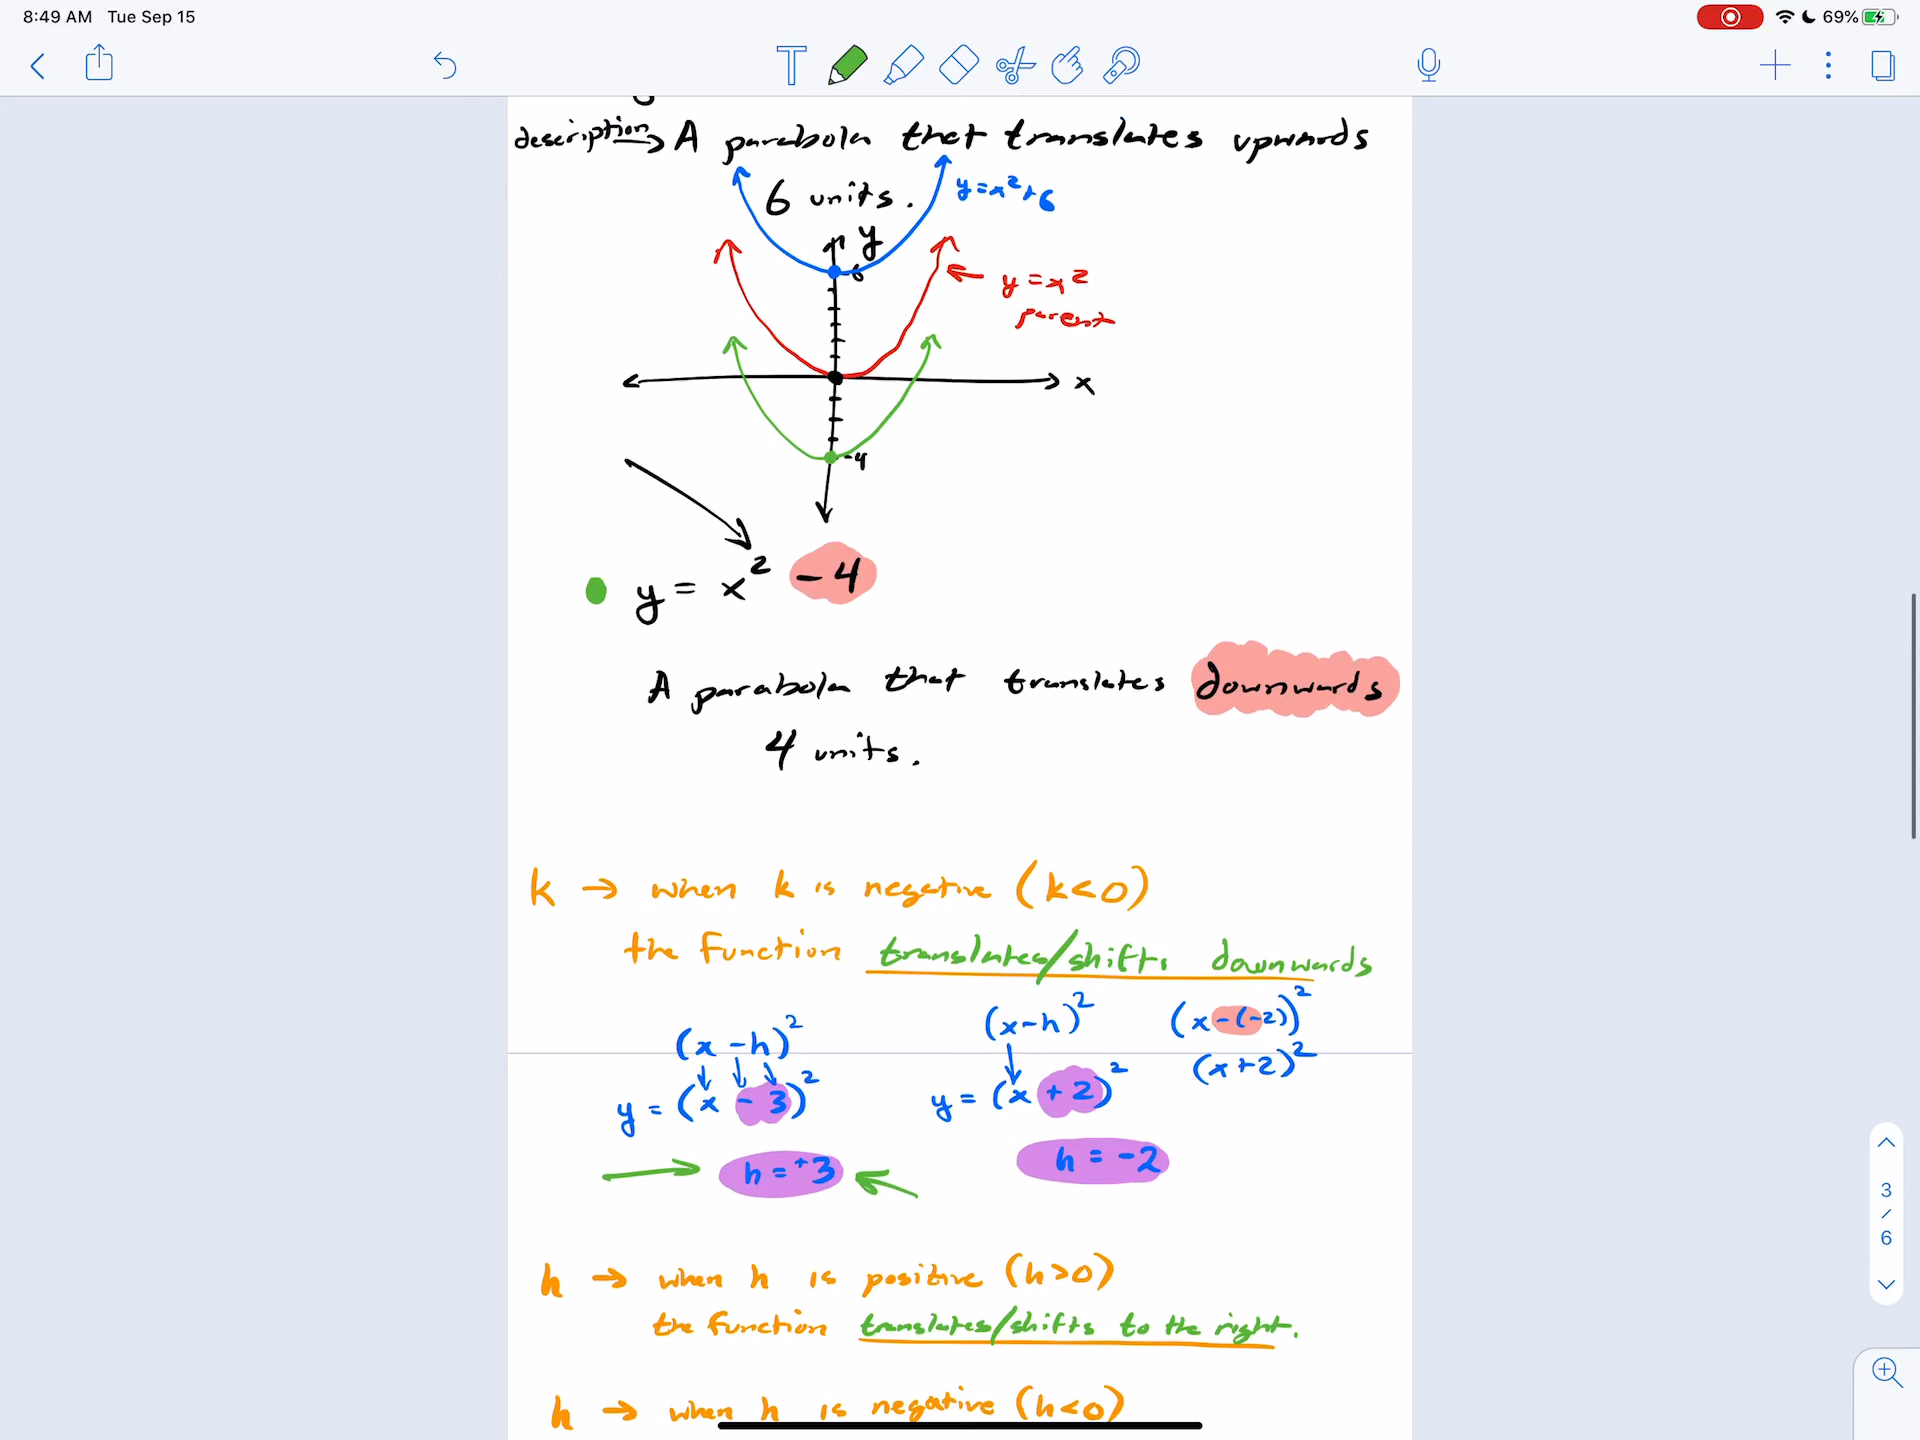 8:49 AM Tue Sep 15
69%
description → A parabola that translates upwards
6 units.
y = x² + 6
y
6
y = x²
parent
x
-4
y = x² - 4
A parabola that translates downwards
4 units.
k → when k is negative (k<0)
the function translates/shifts downwards
(x - h)² (x-h)² (x-(-2))²
(x+2)²
y = (x - 3)² y = (x + 2)²
h = +3 h = -2
h → when h is positive (h>0)
the function translates/shifts to the right.
h → when h is negative (h<0)
3
/
6